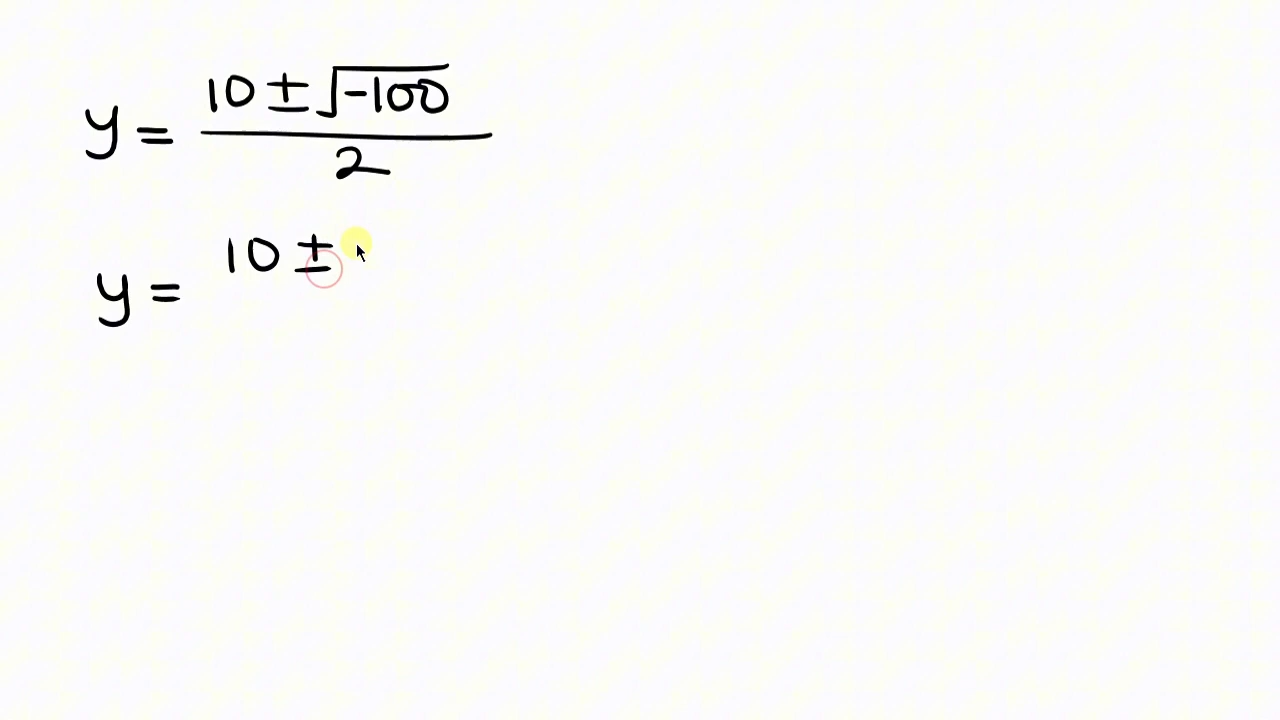 y = (10 ± √-100) / 2
y = 10 ±